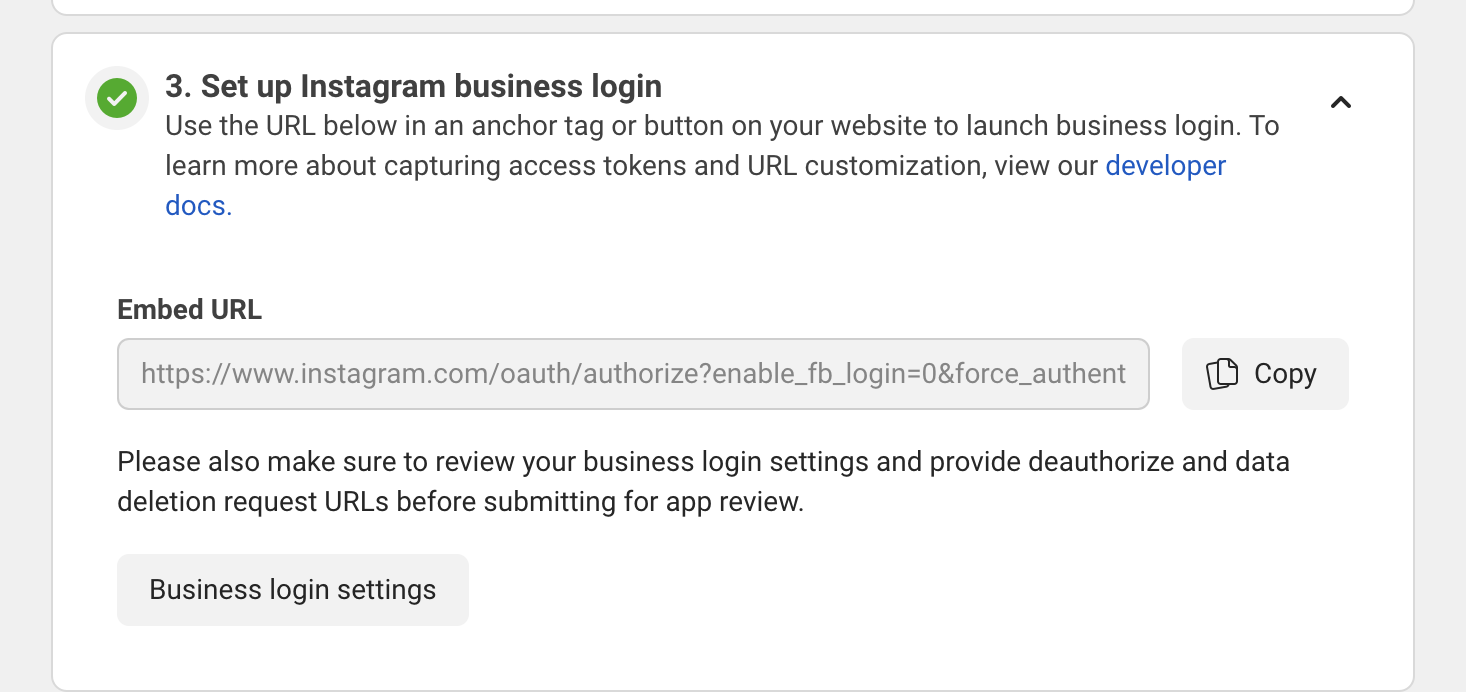 3. Set up Instagram business login
Use the URL below in an anchor tag or button on your website to launch business login. To
learn more about capturing access tokens and URL customization, view our developer
docs.
Embed URL
https://www.instagram.com/oauth/authorize?enable_fb_login=0&force_authent
Copy
Please also make sure to review your business login settings and provide deauthorize and data
deletion request URLs before submitting for app review.
Business login settings